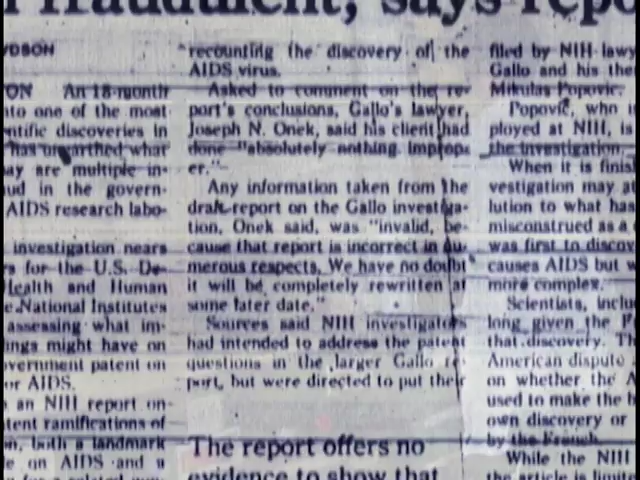 Fraudulent, says repo
DSON
ON An 18-month
into one of the most
ntific discoveries in
has unearthed what
ay are multiple in-
ud in the govern-
AIDS research labo-
investigation nears
s for the U.S. De-
Health and Human
e National Institutes
assessing what im-
ings might have on
vernment patent on
or AIDS.
an NIH report on
tent ramifications of
on, both a landmark
e on AIDS and a
recounting the discovery of the
AIDS virus.
Asked to comment on the re-
port's conclusions, Gallo's lawyer,
Joseph N. Onek, said his client had
done "absolutely nothing improp-
er."
Any information taken from the
draft report on the Gallo investiga-
tion, Onek said, was "invalid, be-
cause that report is incorrect in nu-
merous respects. We have no doubt
it will be completely rewritten at
some later date."
Sources said NIH investigators
had intended to address the patent
questions in the larger Gallo re-
port, but were directed to put their
The report offers no
evidence to show that
filed by NIH lawy
Gallo and his the
Mikulas Popovic.
Popovic, who i
ployed at NIH, is
the investigation.
When it is finis
vestigation may a
lution to what has
misconstrued as a
was first to discov
causes AIDS but w
more complex.
Scientists, inclu
long given the F
that discovery. Th
American dispute
on whether the A
used to make the h
own discovery or
by the French.
While the NIH
the article is limite